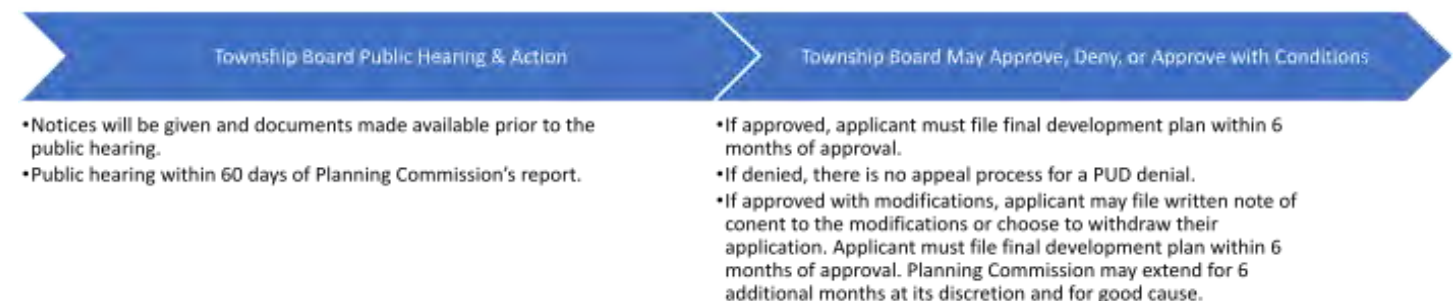 Township Board Public Hearing & Action
•Notices will be given and documents made available prior to the
public hearing.
•Public hearing within 60 days of Planning Commission's report.
Township Board May Approve, Deny, or Approve with Conditions
•If approved, applicant must file final development plan within 6
months of approval.
•If denied, there is no appeal process for a PUD denial.
•If approved with modifications, applicant may file written note of
conent to the modifications or choose to withdraw their
application. Applicant must file final development plan within 6
months of approval. Planning Commission may extend for 6
additional months at its discretion and for good cause.